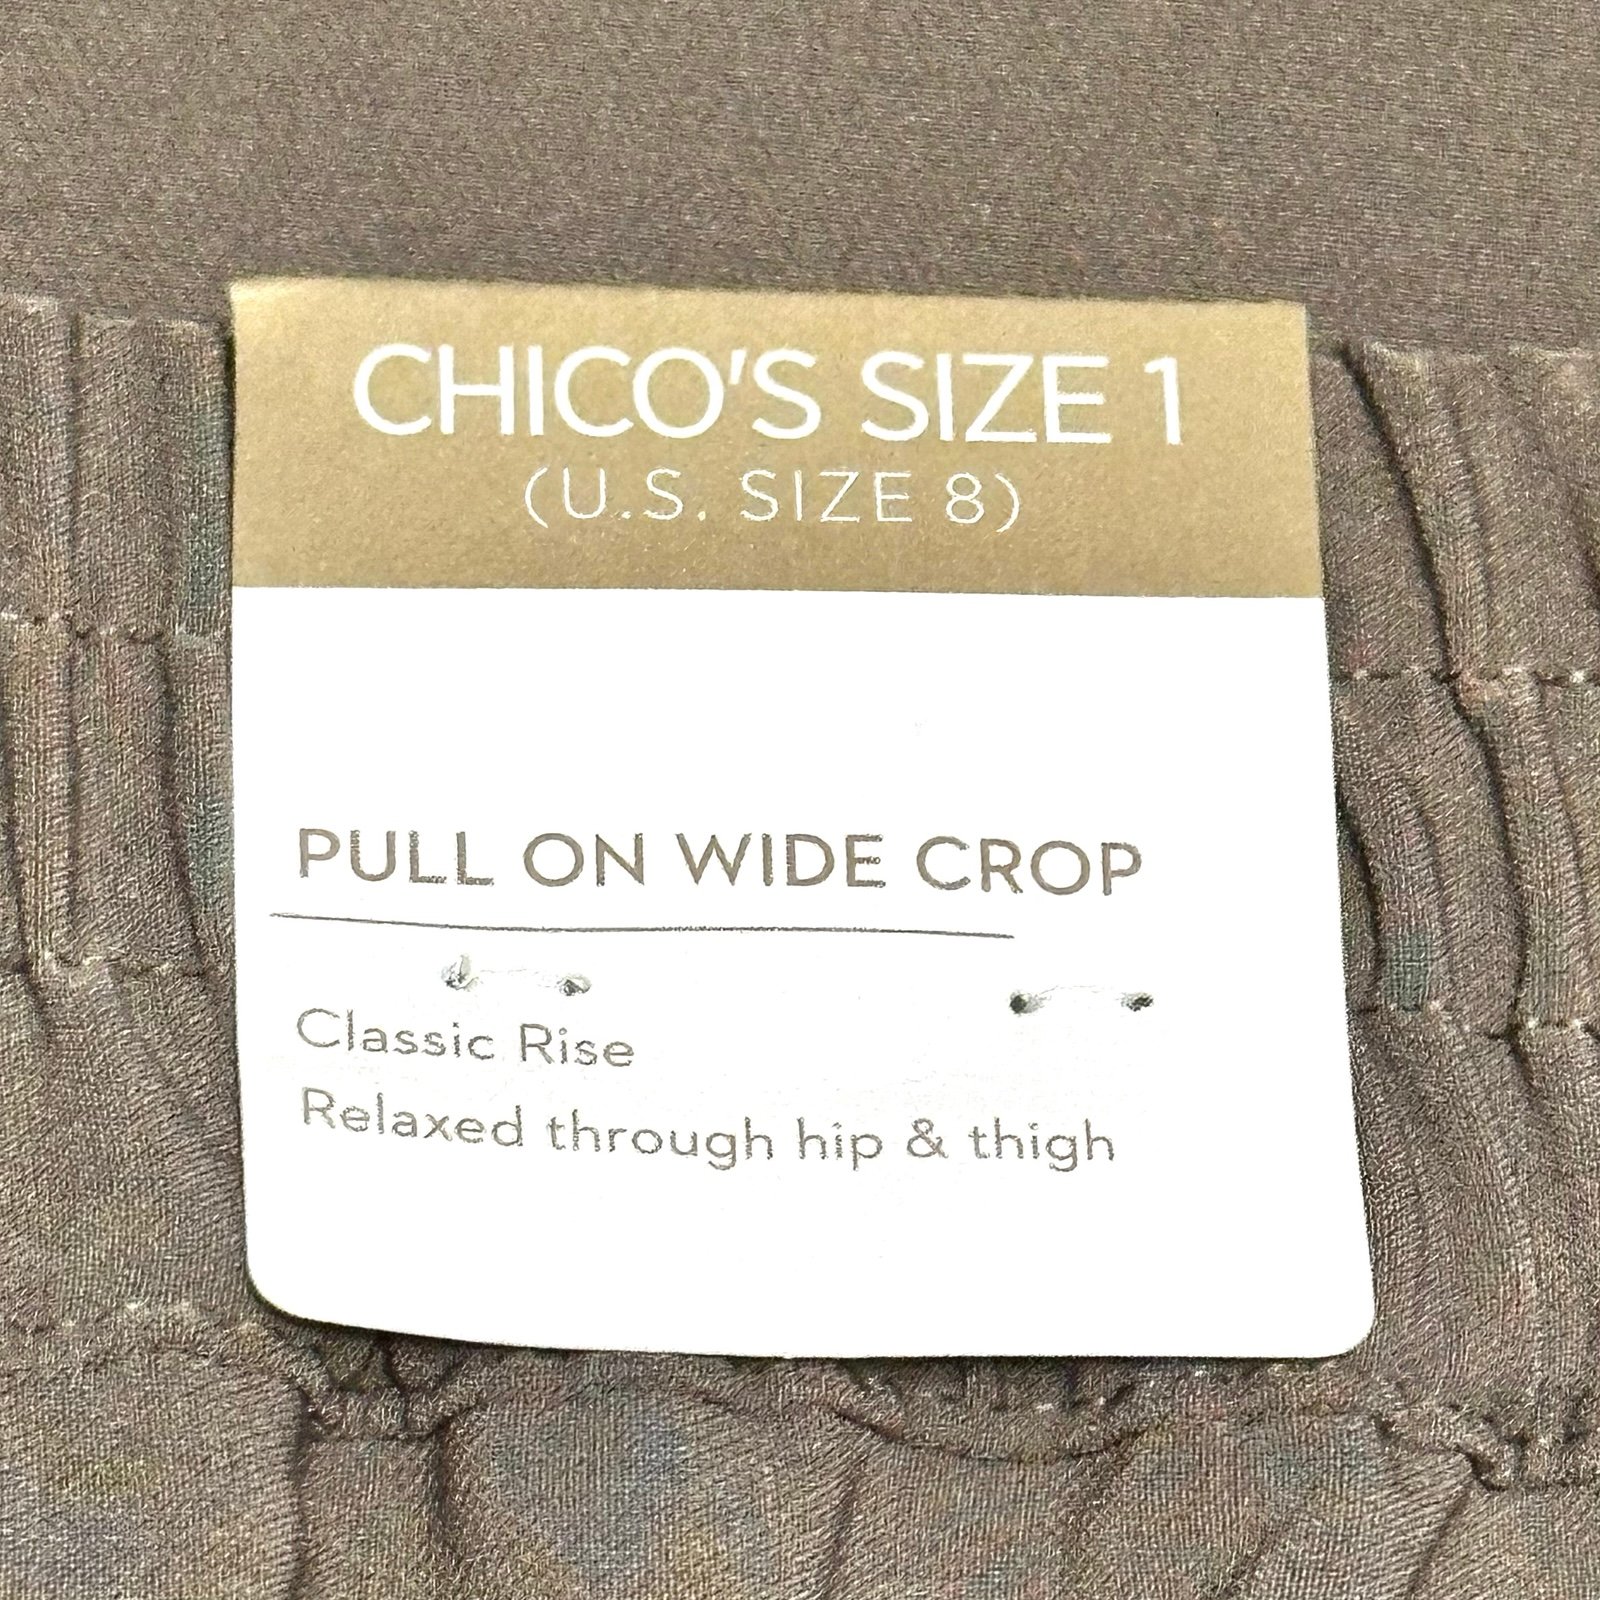 CHICO'S SIZE 1
(U.S. SIZE 8)
PULL ON WIDE CROP
Classic Rise
Relaxed through hip & thigh